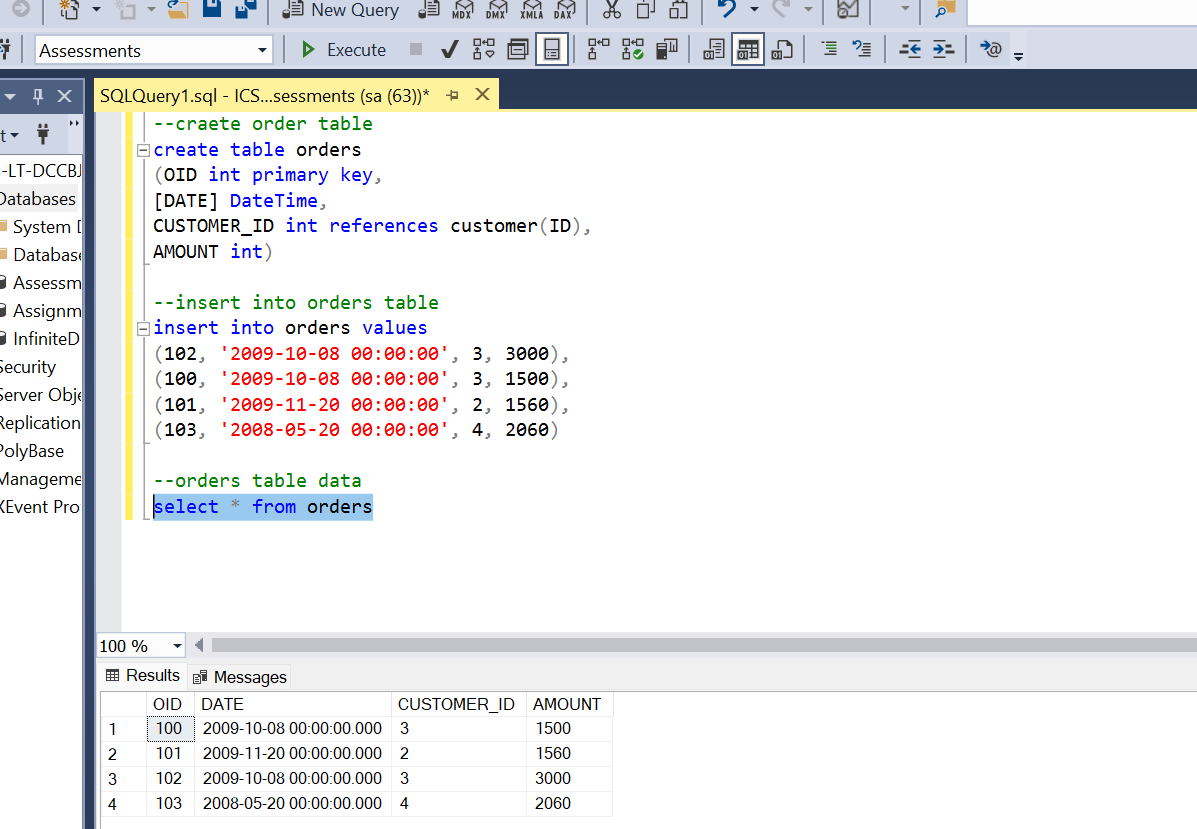 New Query
MDX
DMX
XMLA
DAX
Assessments
Execute
SQLQuery1.sql - ICS...sessments (sa (63))*
t
-LT-DCCBJ
Databases
System D
Database
Assessm
Assignm
InfiniteD
Security
Server Obje
Replication
PolyBase
Manageme
XEvent Pro
--craete order table
create table orders
(OID int primary key,
[DATE] DateTime,
CUSTOMER_ID int references customer(ID),
AMOUNT int)
--insert into orders table
insert into orders values
(102, '2009-10-08 00:00:00', 3, 3000),
(100, '2009-10-08 00:00:00', 3, 1500),
(101, '2009-11-20 00:00:00', 2, 1560),
(103, '2008-05-20 00:00:00', 4, 2060)
--orders table data
select * from orders
100 %
Results Messages
OID DATE CUSTOMER_ID AMOUNT
1 100 2009-10-08 00:00:00.000 3 1500
2 101 2009-11-20 00:00:00.000 2 1560
3 102 2009-10-08 00:00:00.000 3 3000
4 103 2008-05-20 00:00:00.000 4 2060